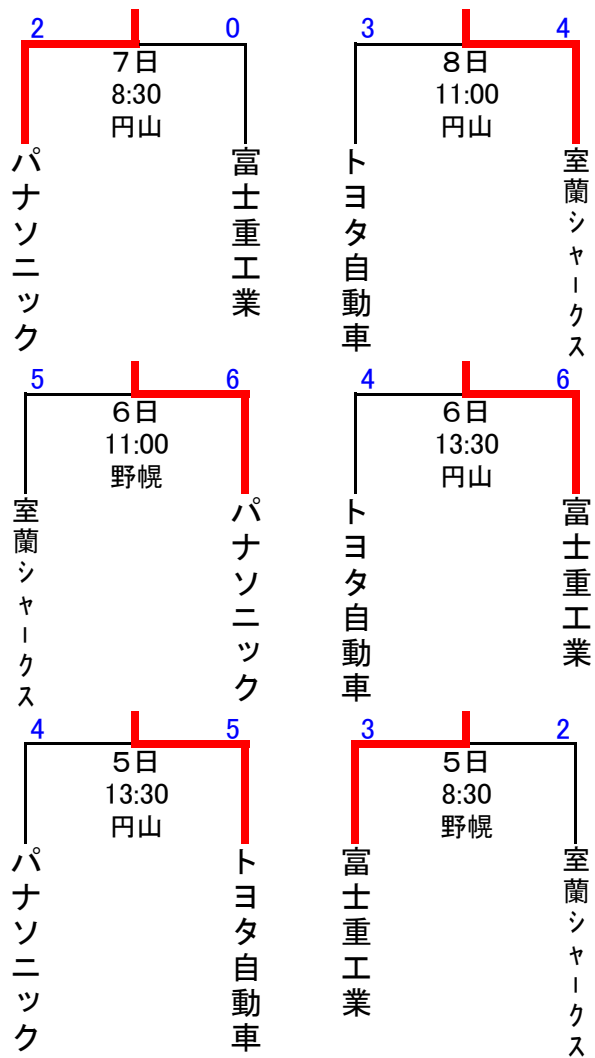 2 0
７日
8:30
円山
パナソニック
富士重工業
3 4
８日
11:00
円山
トヨタ自動車
室蘭シャークス
5 6
６日
11:00
野幌
室蘭シャークス
パナソニック
4 6
６日
13:30
円山
トヨタ自動車
富士重工業
4 5
５日
13:30
円山
パナソニック
トヨタ自動車
3 2
５日
8:30
野幌
富士重工業
室蘭シャークス